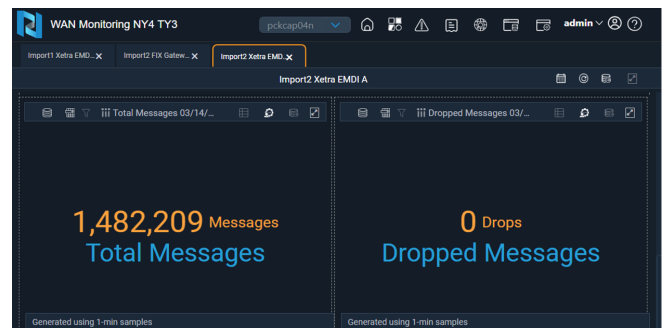 WAN Monitoring NY4 TY3
pckcap04n
admin
Import1 Xetra EMD.. X
Import2 FIX Gatew... X
Import2 Xetra EMD.. X
Import2 Xetra EMDI A
Total Messages 03/14/...
Dropped Messages 03/...
1,482,209 Messages
Total Messages
0 Drops
Dropped Messages
Generated using 1-min samples
Generated using 1-min samples